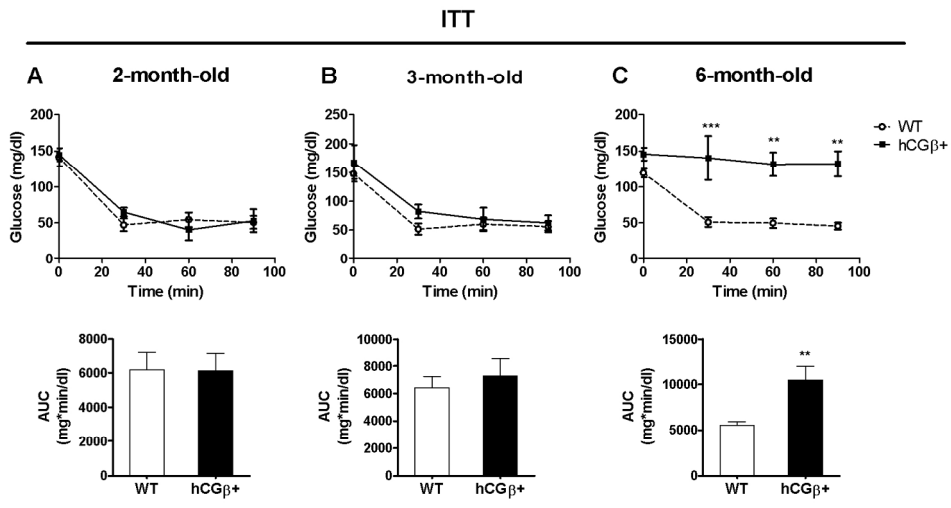 ITT
A 2-month-old
B 3-month-old
C 6-month-old
Glucose (mg/dl)
200
150
100
50
0
0 20 40 60 80 100
Time (min)
Glucose (mg/dl)
250
200
150
100
50
0
0 20 40 60 80 100
Time (min)
Glucose (mg/dl)
200
150
100
50
0
*** ** **
0 20 40 60 80 100
Time (min)
WT
hCGβ+
AUC
(mg*min/dl)
8000
6000
4000
2000
0
WT hCGβ+
AUC
(mg*min/dl)
10000
8000
6000
4000
2000
0
WT hCGβ+
AUC
(mg*min/dl)
15000
10000
5000
0
**
WT hCGβ+